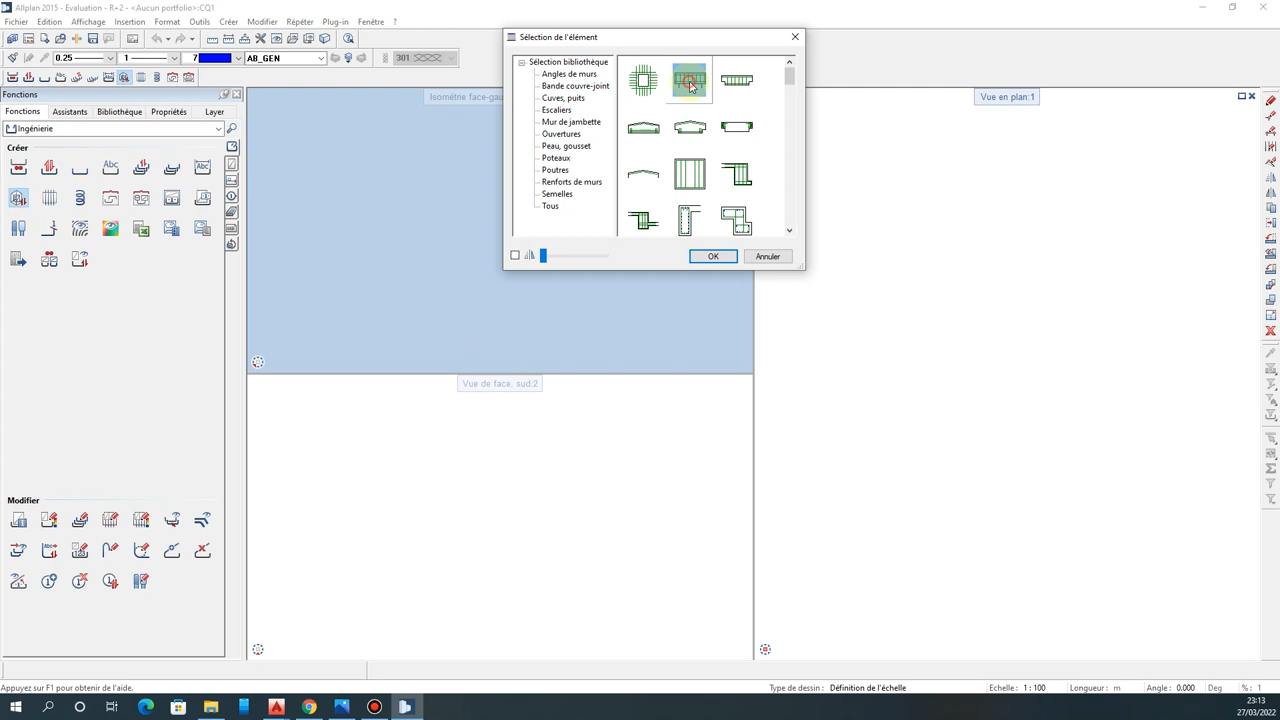 Allplan 2015 - Evaluation - R+2 - <Aucun portfolio>:CQ1
Fichier Edition Affichage Insertion Format Outils Créer Modifier Répéter Plug-in Fenêtre ?
0.25 1 7 AB_GEN 301
Fonctions
Fonctions Assistants Bibliothèque Propriétés Layer
Ingénierie
Créer
Abc
Abc
Modifier
Abc
Isométrie face-gau
Vue en plan:1
Vue de face, sud:2
Sélection de l'élément
Sélection bibliothèque
Angles de murs
Bande couvre-joint
Cuves, puits
Escaliers
Mur de jambette
Ouvertures
Peau, gousset
Poteaux
Poutres
Renforts de murs
Semelles
Tous
OK Annuler
Appuyez sur F1 pour obtenir de l'aide.
Type de dessin : Définition de l'échelle Echelle : 1 : 100 Longueur : m Angle : 0.000 Deg % : 1
23:13
27/03/2022